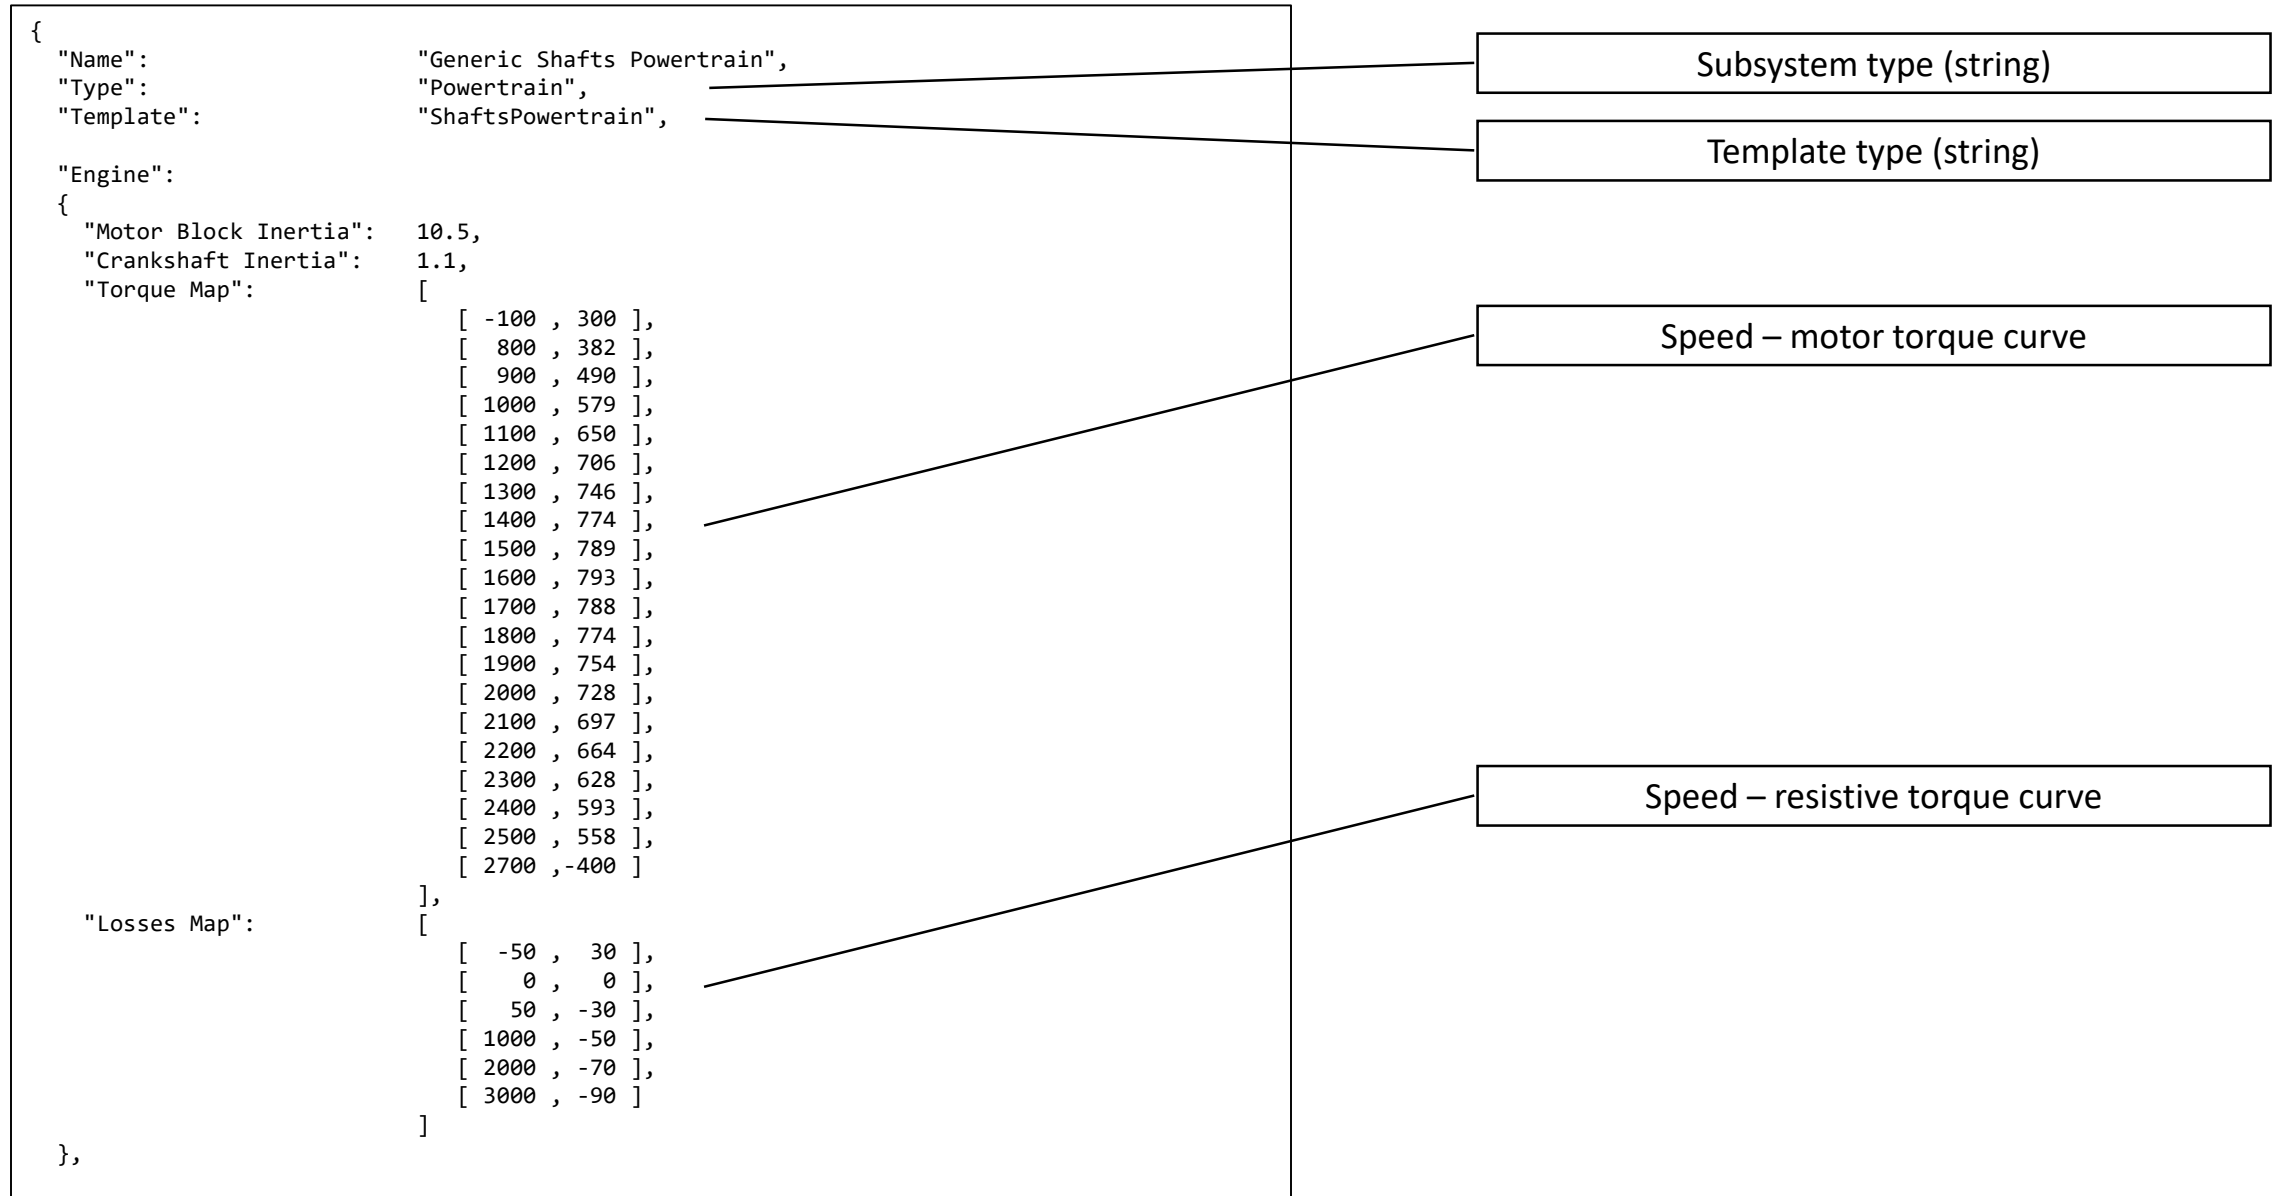 {
  "Name":                    "Generic Shafts Powertrain",
  "Type":                    "Powertrain",
  "Template":                "ShaftsPowertrain",
  "Engine":
  {
    "Motor Block Inertia":   10.5,
    "Crankshaft Inertia":    1.1,
    "Torque Map":            [
                              [ -100 , 300 ],
                              [  800 , 382 ],
                              [  900 , 490 ],
                              [ 1000 , 579 ],
                              [ 1100 , 650 ],
                              [ 1200 , 706 ],
                              [ 1300 , 746 ],
                              [ 1400 , 774 ],
                              [ 1500 , 789 ],
                              [ 1600 , 793 ],
                              [ 1700 , 788 ],
                              [ 1800 , 774 ],
                              [ 1900 , 754 ],
                              [ 2000 , 728 ],
                              [ 2100 , 697 ],
                              [ 2200 , 664 ],
                              [ 2300 , 628 ],
                              [ 2400 , 593 ],
                              [ 2500 , 558 ],
                              [ 2700 ,-400 ]
                           ],
    "Losses Map":            [
                              [  -50 ,  30 ],
                              [    0 ,   0 ],
                              [   50 , -30 ],
                              [ 1000 , -50 ],
                              [ 2000 , -70 ],
                              [ 3000 , -90 ]
                           ]
  },
Subsystem type (string)
Template type (string)
Speed – motor torque curve
Speed – resistive torque curve